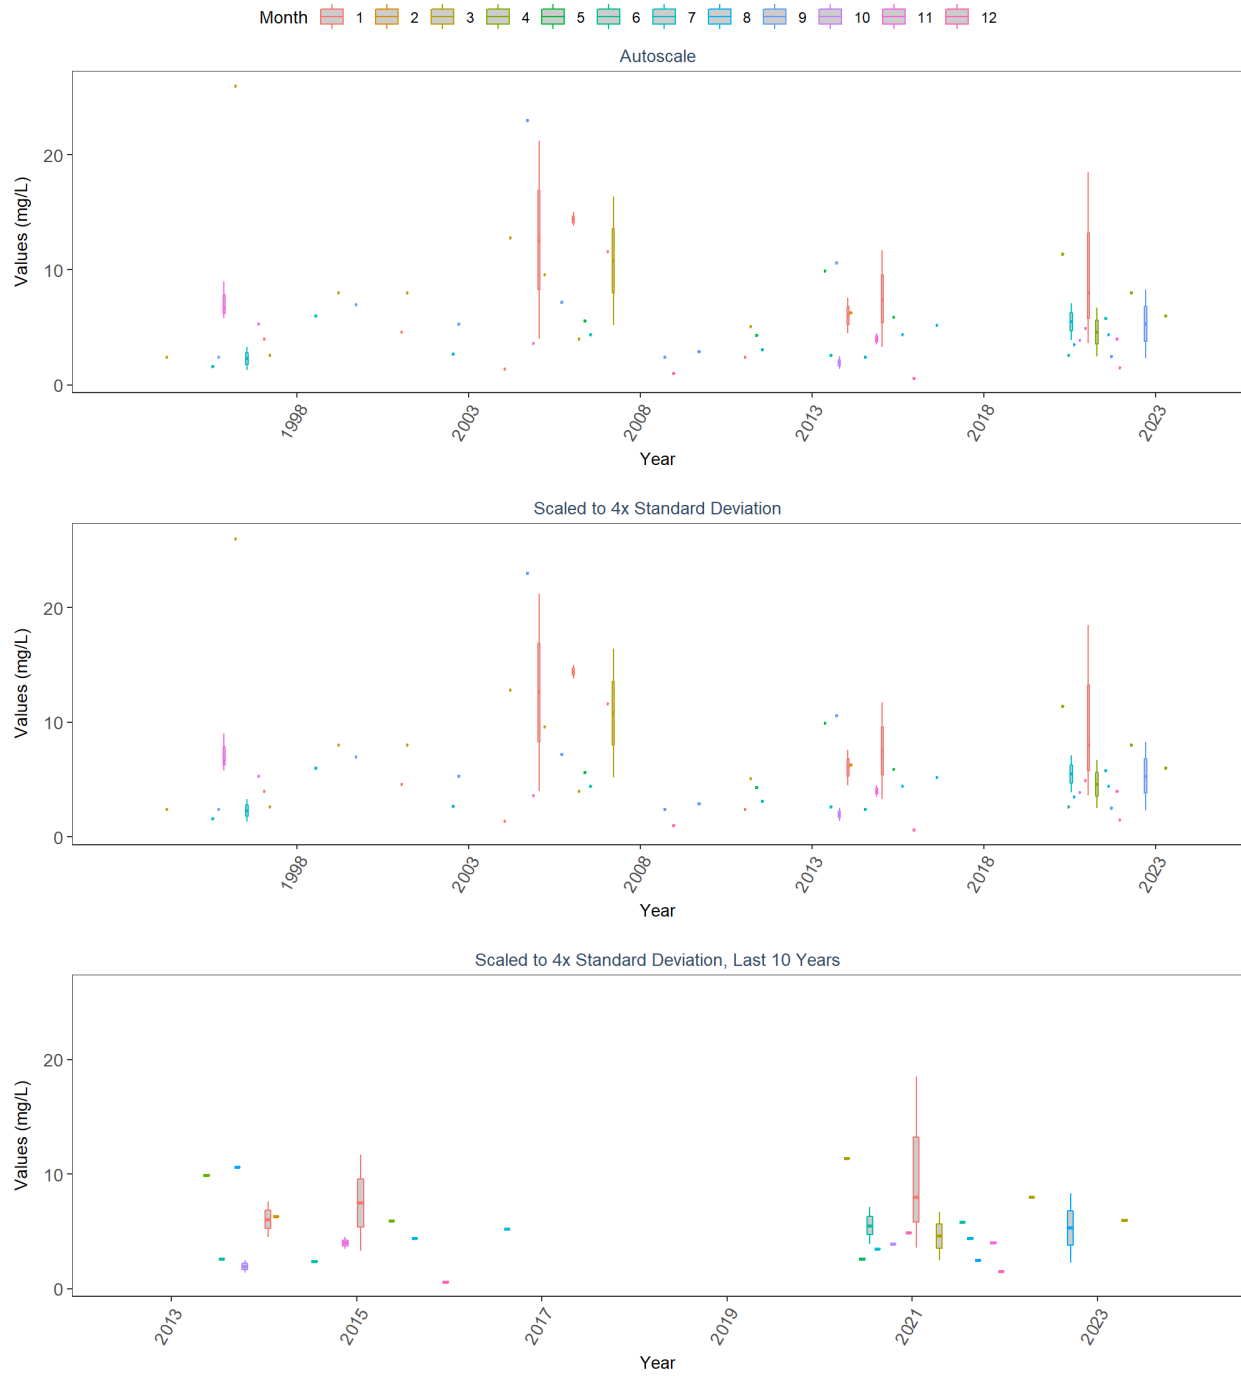 Month 1 2 3 4 5 6 7 8 9 10 11 12
Autoscale
Values (mg/L)
20
10
0
1998 2003 2008 2013 2018 2023
Year
Scaled to 4x Standard Deviation
Values (mg/L)
20
10
0
1998 2003 2008 2013 2018 2023
Year
Scaled to 4x Standard Deviation, Last 10 Years
Values (mg/L)
20
10
0
2013 2015 2017 2019 2021 2023
Year